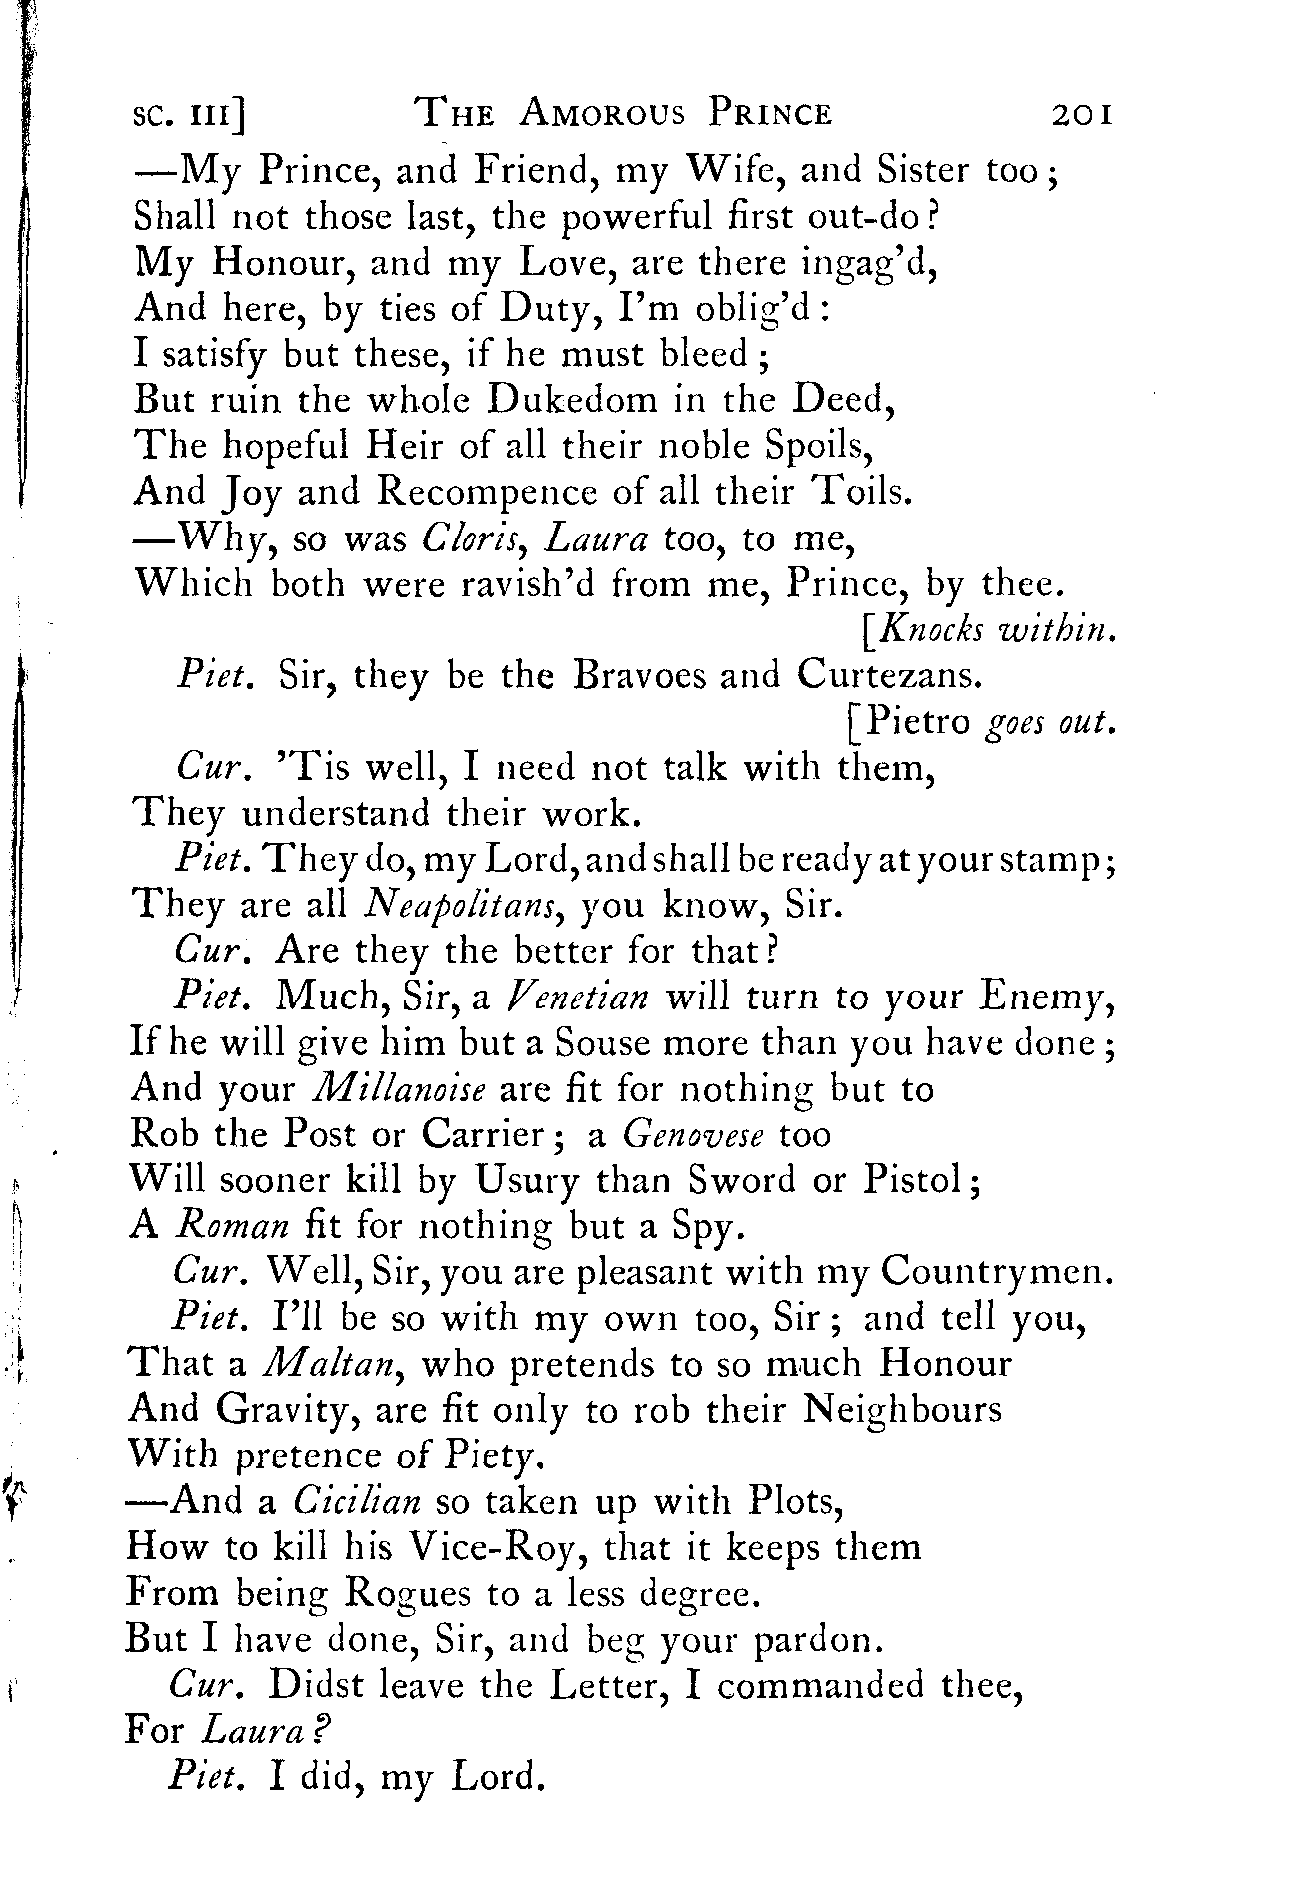 SC. III] THE AMOROUS PRINCE 201
—My Prince, and Friend, my Wife, and Sister too;
Shall not those last, the powerful first out-do?
My Honour, and my Love, are there ingag'd,
And here, by ties of Duty, I'm oblig'd:
I satisfy but these, if he must bleed;
But ruin the whole Dukedom in the Deed,
The hopeful Heir of all their noble Spoils,
And Joy and Recompence of all their Toils.
—Why, so was Cloris, Laura too, to me,
Which both were ravish'd from me, Prince, by thee.
[Knocks within.
Piet. Sir, they be the Bravoes and Curtezans.
[Pietro goes out.
Cur. 'Tis well, I need not talk with them,
They understand their work.
Piet. They do, my Lord, and shall be ready at your stamp;
They are all Neapolitans, you know, Sir.
Cur. Are they the better for that?
Piet. Much, Sir, a Venetian will turn to your Enemy,
If he will give him but a Souse more than you have done;
And your Millanoise are fit for nothing but to
Rob the Post or Carrier; a Genovese too
Will sooner kill by Usury than Sword or Pistol;
A Roman fit for nothing but a Spy.
Cur. Well, Sir, you are pleasant with my Countrymen.
Piet. I'll be so with my own too, Sir; and tell you,
That a Maltan, who pretends to so much Honour
And Gravity, are fit only to rob their Neighbours
With pretence of Piety.
—And a Cicilian so taken up with Plots,
How to kill his Vice-Roy, that it keeps them
From being Rogues to a less degree.
But I have done, Sir, and beg your pardon.
Cur. Didst leave the Letter, I commanded thee,
For Laura?
Piet. I did, my Lord.